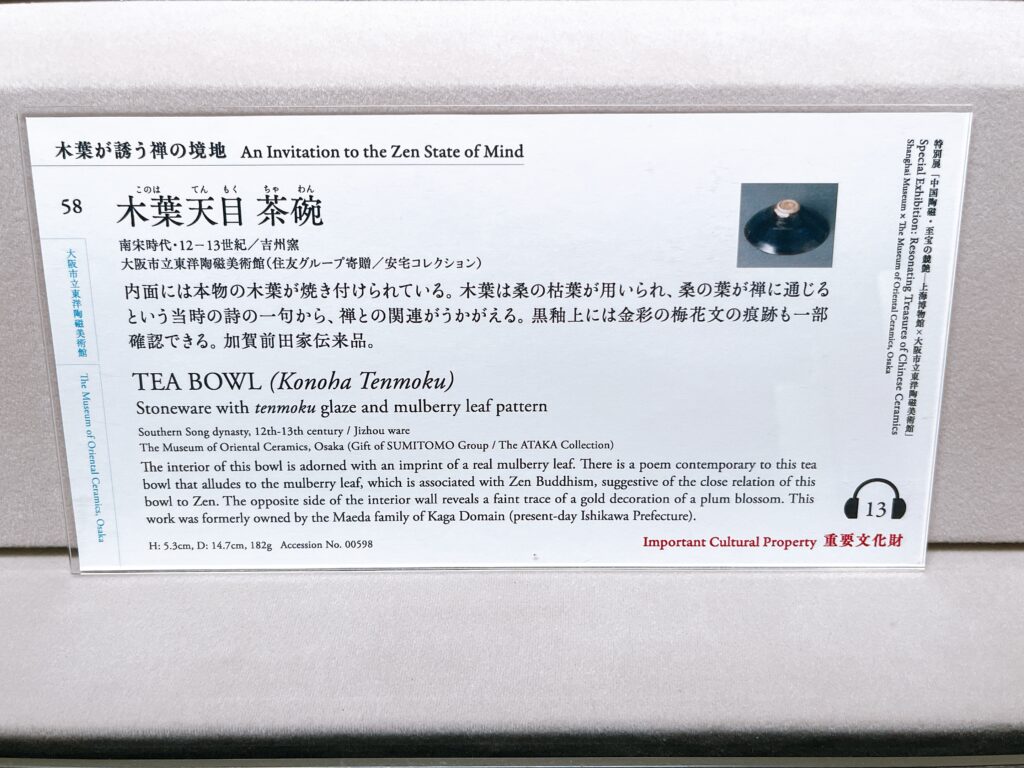 木葉が誘う禅の境地 An Invitation to the Zen State of Mind
58
このは てん もく ちゃ わん
木葉天目 茶碗
南宋時代・12－13世紀／吉州窯
大阪市立東洋陶磁美術館（住友グループ寄贈／安宅コレクション）
内面には本物の木葉が焼き付けられている。木葉は桑の枯葉が用いられ、桑の葉が禅に通じる
という当時の詩の一句から、禅との関連がうかがえる。黒釉上には金彩の梅花文の痕跡も一部
確認できる。加賀前田家伝来品。
TEA BOWL (Konoha Tenmoku)
Stoneware with tenmoku glaze and mulberry leaf pattern
Southern Song dynasty, 12th-13th century / Jizhou ware
The Museum of Oriental Ceramics, Osaka (Gift of SUMITOMO Group / The ATAKA Collection)
The interior of this bowl is adorned with an imprint of a real mulberry leaf. There is a poem contemporary to this tea
bowl that alludes to the mulberry leaf, which is associated with Zen Buddhism, suggestive of the close relation of this
bowl to Zen. The opposite side of the interior wall reveals a faint trace of a gold decoration of a plum blossom. This
work was formerly owned by the Maeda family of Kaga Domain (present-day Ishikawa Prefecture).
H: 5.3cm, D: 14.7cm, 182g Accession No. 00598
13
Important Cultural Property 重要文化財
大阪市立東洋陶磁美術館
The Museum of Oriental Ceramics, Osaka
特別展「中国陶磁・至宝の競艶―上海博物館×大阪市立東洋陶磁美術館」
Special Exhibition: Resonating Treasures of Chinese Ceramics
Shanghai Museum × The Museum of Oriental Ceramics, Osaka